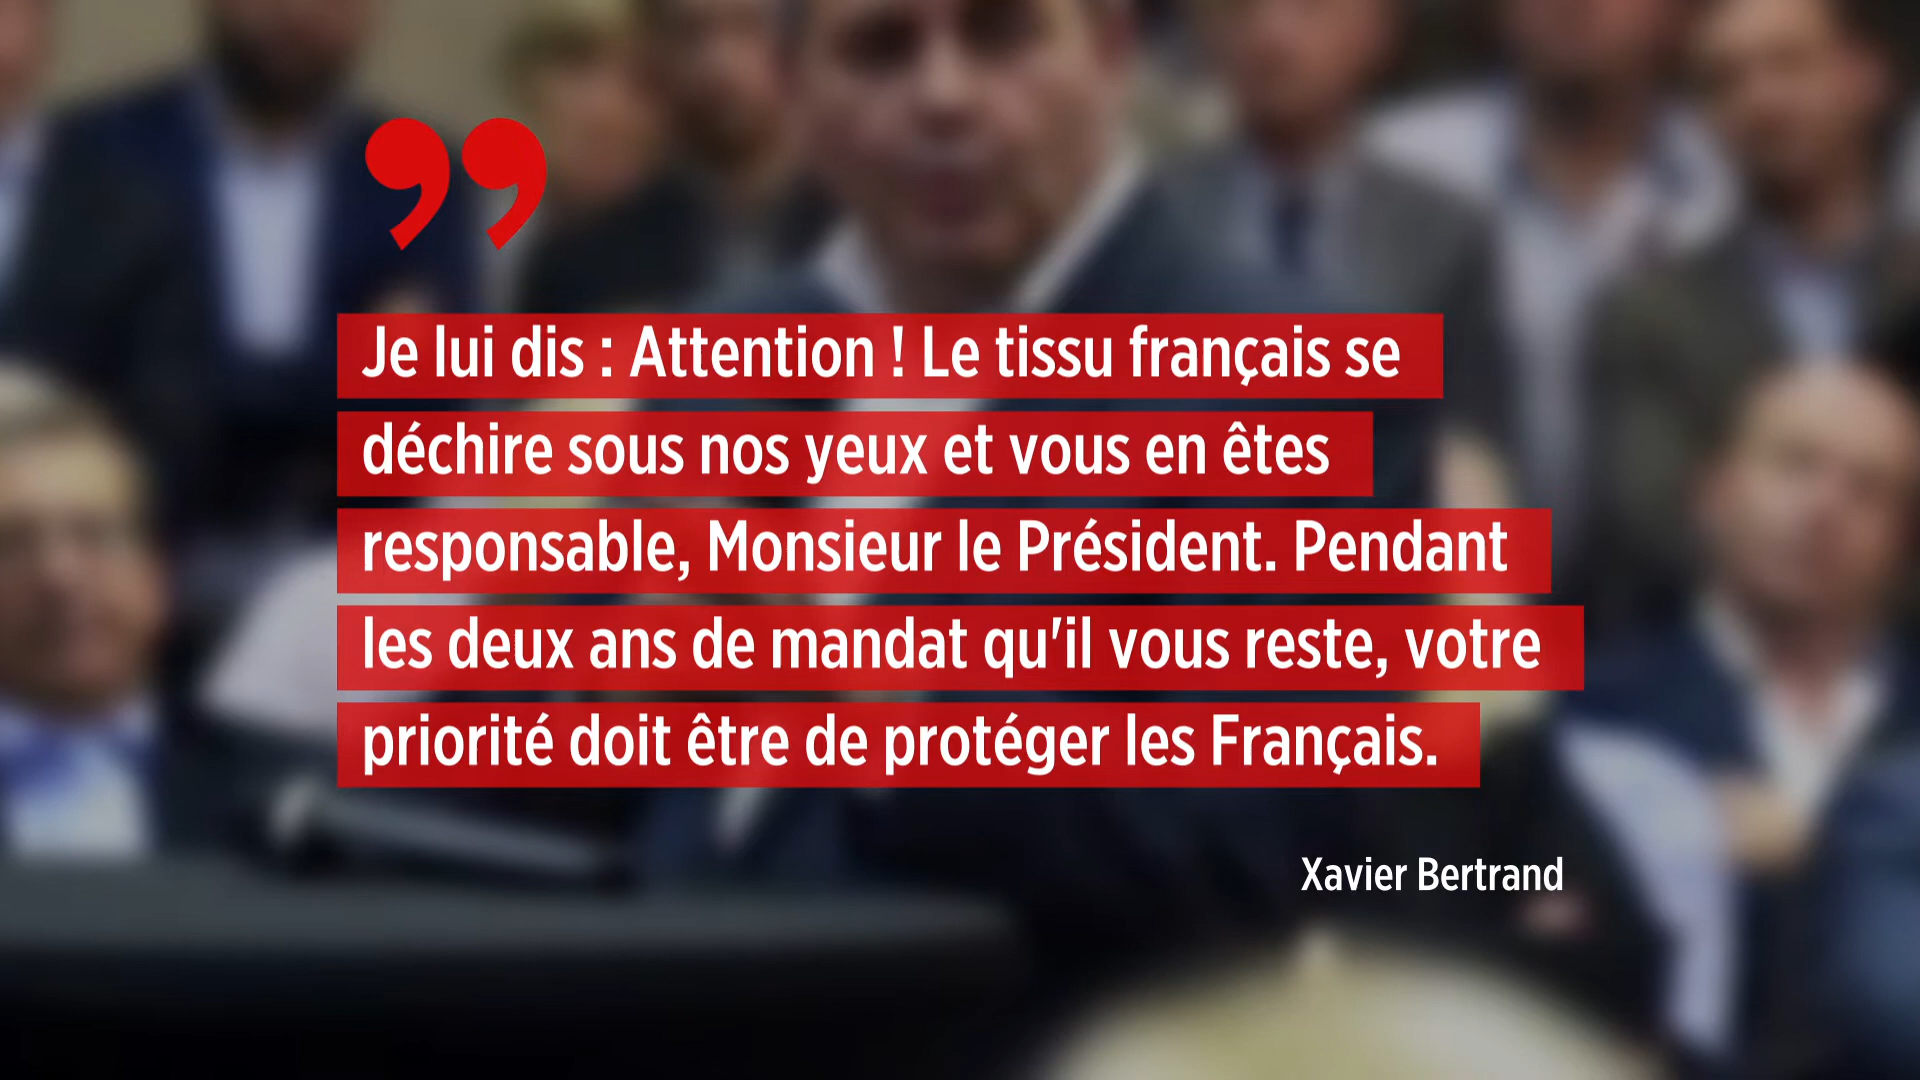 Je lui dis : Attention ! Le tissu français se
déchire sous nos yeux et vous en êtes
responsable, Monsieur le Président. Pendant
les deux ans de mandat qu'il vous reste, votre
priorité doit être de protéger les Français.
Xavier Bertrand